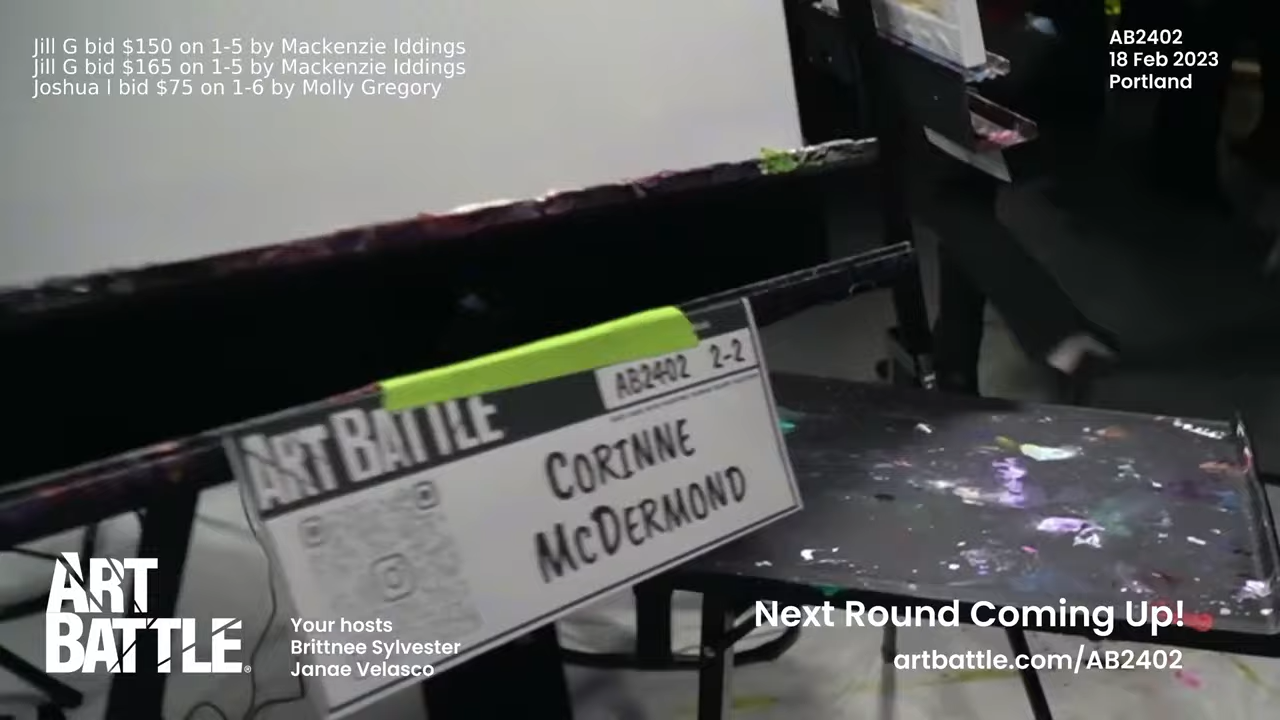 Jill G bid $150 on 1-5 by Mackenzie Iddings
Jill G bid $165 on 1-5 by Mackenzie Iddings
Joshua I bid $75 on 1-6 by Molly Gregory
AB2402
18 Feb 2023
Portland
AB2402 2-2
ART BATTLE
CORINNE
MCDERMOND
ART
BATTLE
Your hosts
Brittnee Sylvester
Janae Velasco
Next Round Coming Up!
artbattle.com/AB2402